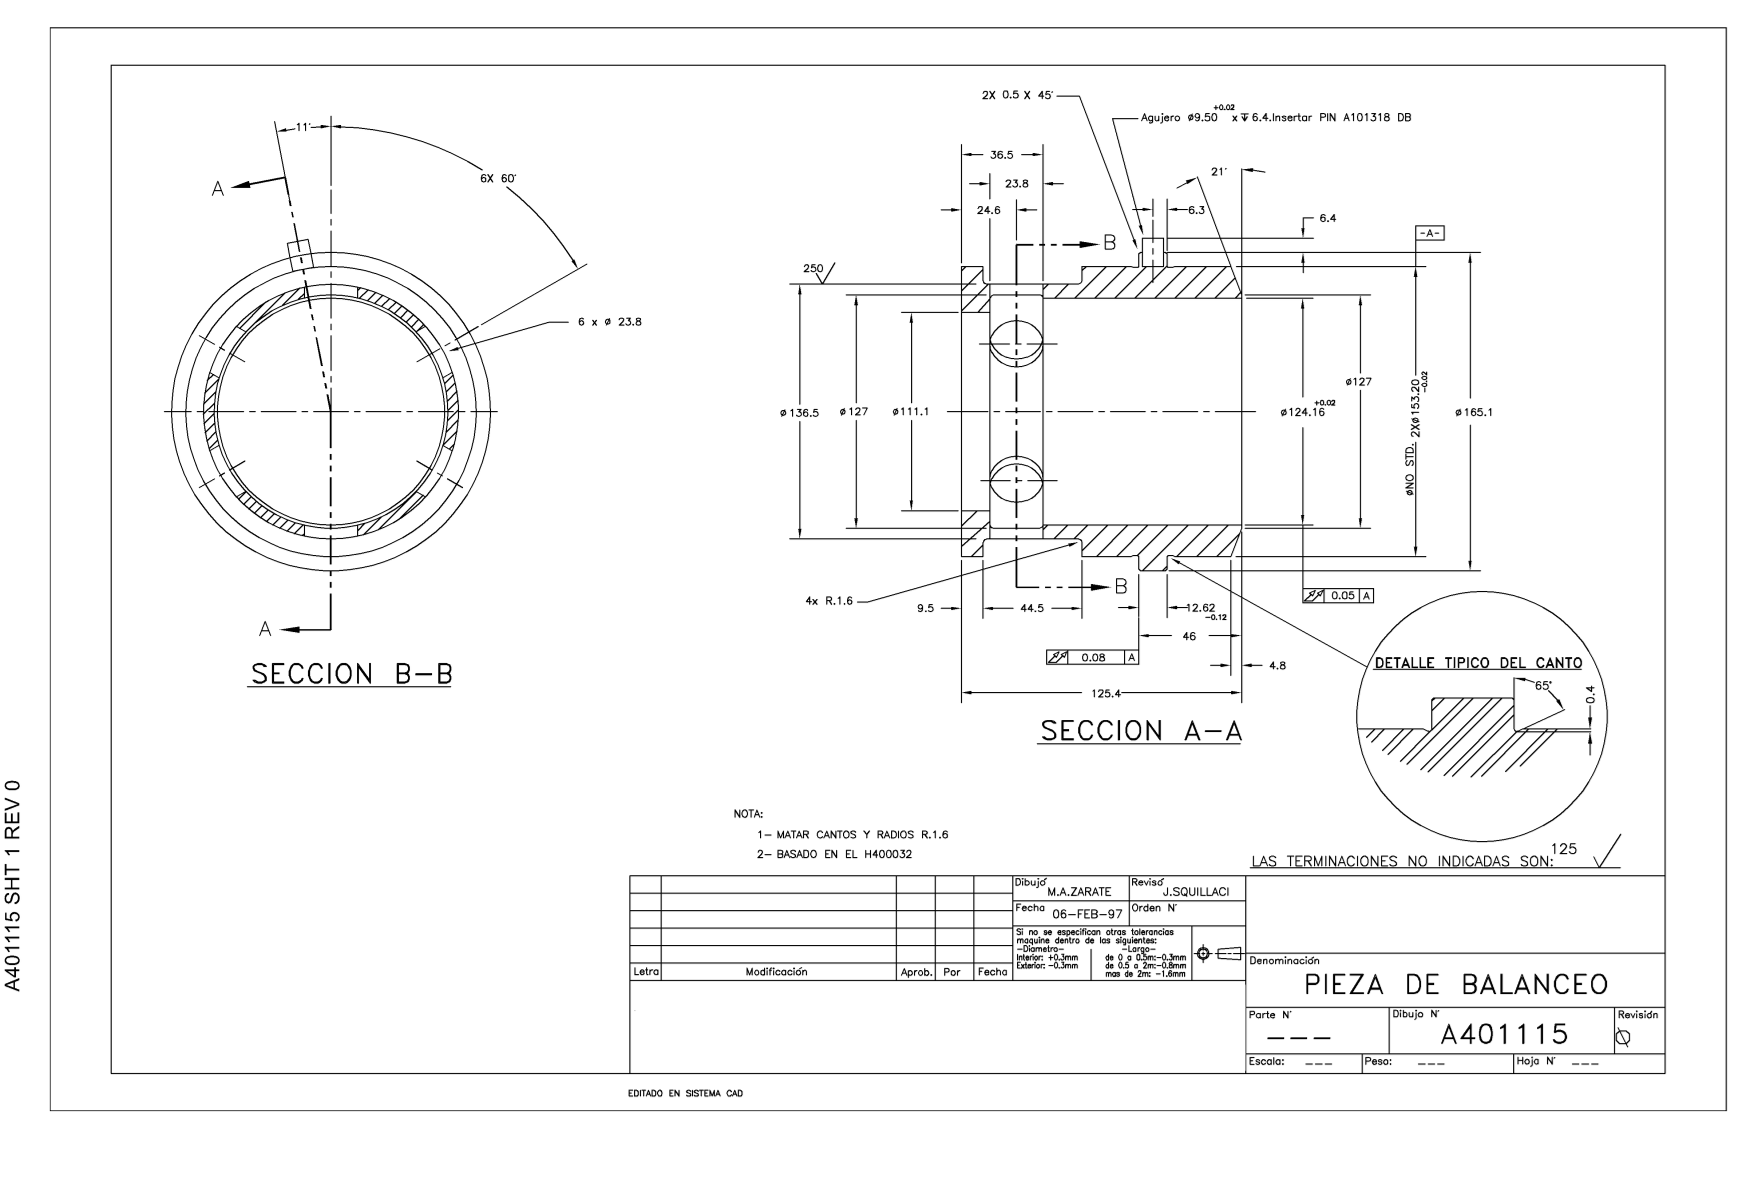 2X 0.5 X 45°
Agujero ø9.50 +0.02 x ↧ 6.4.Insertar PIN A101318 DB
11°
6X 60°
A
36.5
23.8
24.6
21°
6.3
6.4
-A-
B
250
6 x ø 23.8
ø136.5
ø127
ø111.1
ø127
ø124.16 +0.02
øNO STD. 2Xø153.20 -0.02
ø165.1
4x R.1.6
9.5
44.5
B
12.62 -0.12
46
0.05 A
0.08 A
4.8
125.4
A
SECCION B-B
SECCION A-A
DETALLE TIPICO DEL CANTO
65°
0.4
A401115 SHT 1 REV 0
NOTA:
1- MATAR CANTOS Y RADIOS R.1.6
2- BASADO EN EL H400032
LAS TERMINACIONES NO INDICADAS SON: 125
Dibujó M.A.ZARATE
Revisó J.SQUILLACI
Fecha 06-FEB-97
Orden N°
Si no se especifican otras tolerancias
maquine dentro de las siguientes:
-Diametro- -Largo-
Interior: +0.3mm de 0 a 0.5m:-0.3mm
Exterior: -0.3mm de 0.5 a 2m:-0.8mm
mas de 2m: -1.6mm
Letra Modificación Aprob. Por Fecha
Denominación
PIEZA DE BALANCEO
Parte N° ---
Dibujo N° A401115
Revisión Ø
Escala: ---
Peso: ---
Hoja N° ---
EDITADO EN SISTEMA CAD